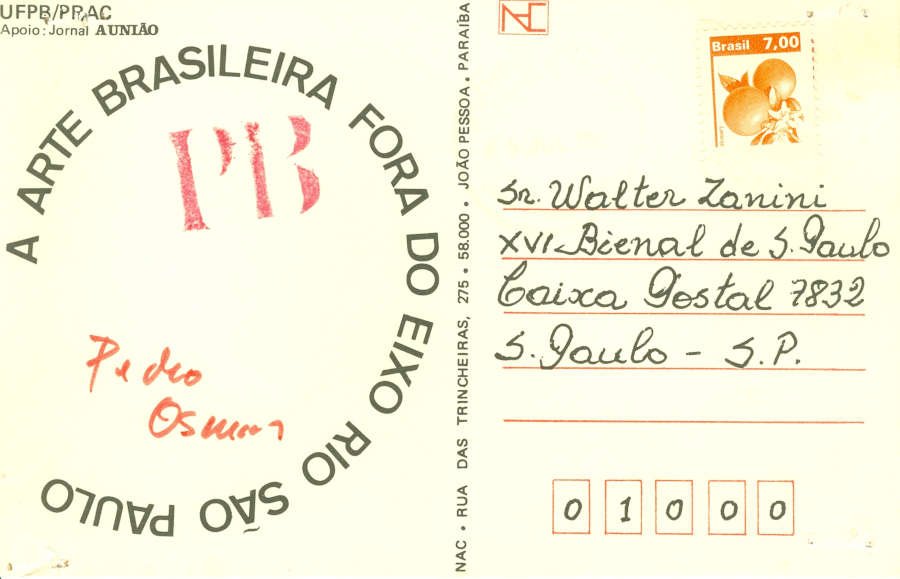 UFPB/PRAC
Apoio: Jornal A UNIÃO
A ARTE BRASILEIRA FORA DO EIXO RIO SÃO PAULO
PB
Pedro
NAC • RUA DAS TRINCHEIRAS, 275 • 58.000 • JOÃO PESSOA • PARAÍBA
NAC
Brasil 7,00
Sr. Walter Zanini
XVI Bienal de S. Paulo
Caixa Postal 7832
S. Paulo - S.P.
0 1 0 0 0